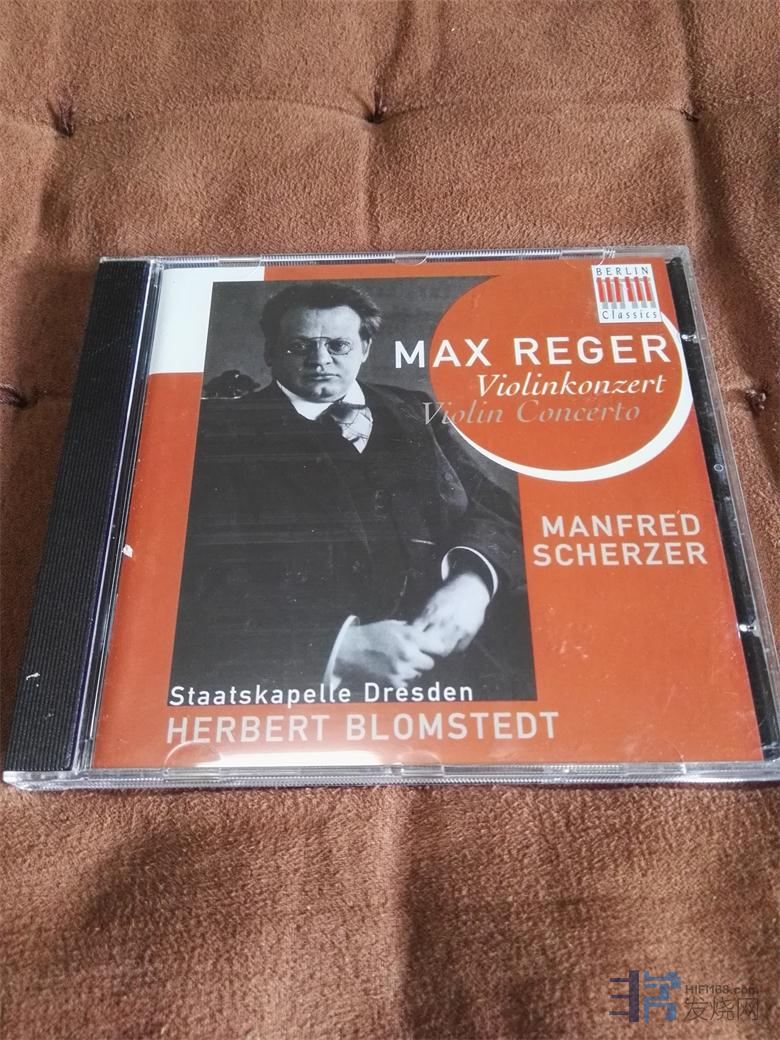 BERLIN
Classics
MAX REGER
Violinkonzert
Violin Concerto
MANFRED
SCHERZER
Staatskapelle Dresden
HERBERT BLOMSTEDT
HIFI168.com
发烧网